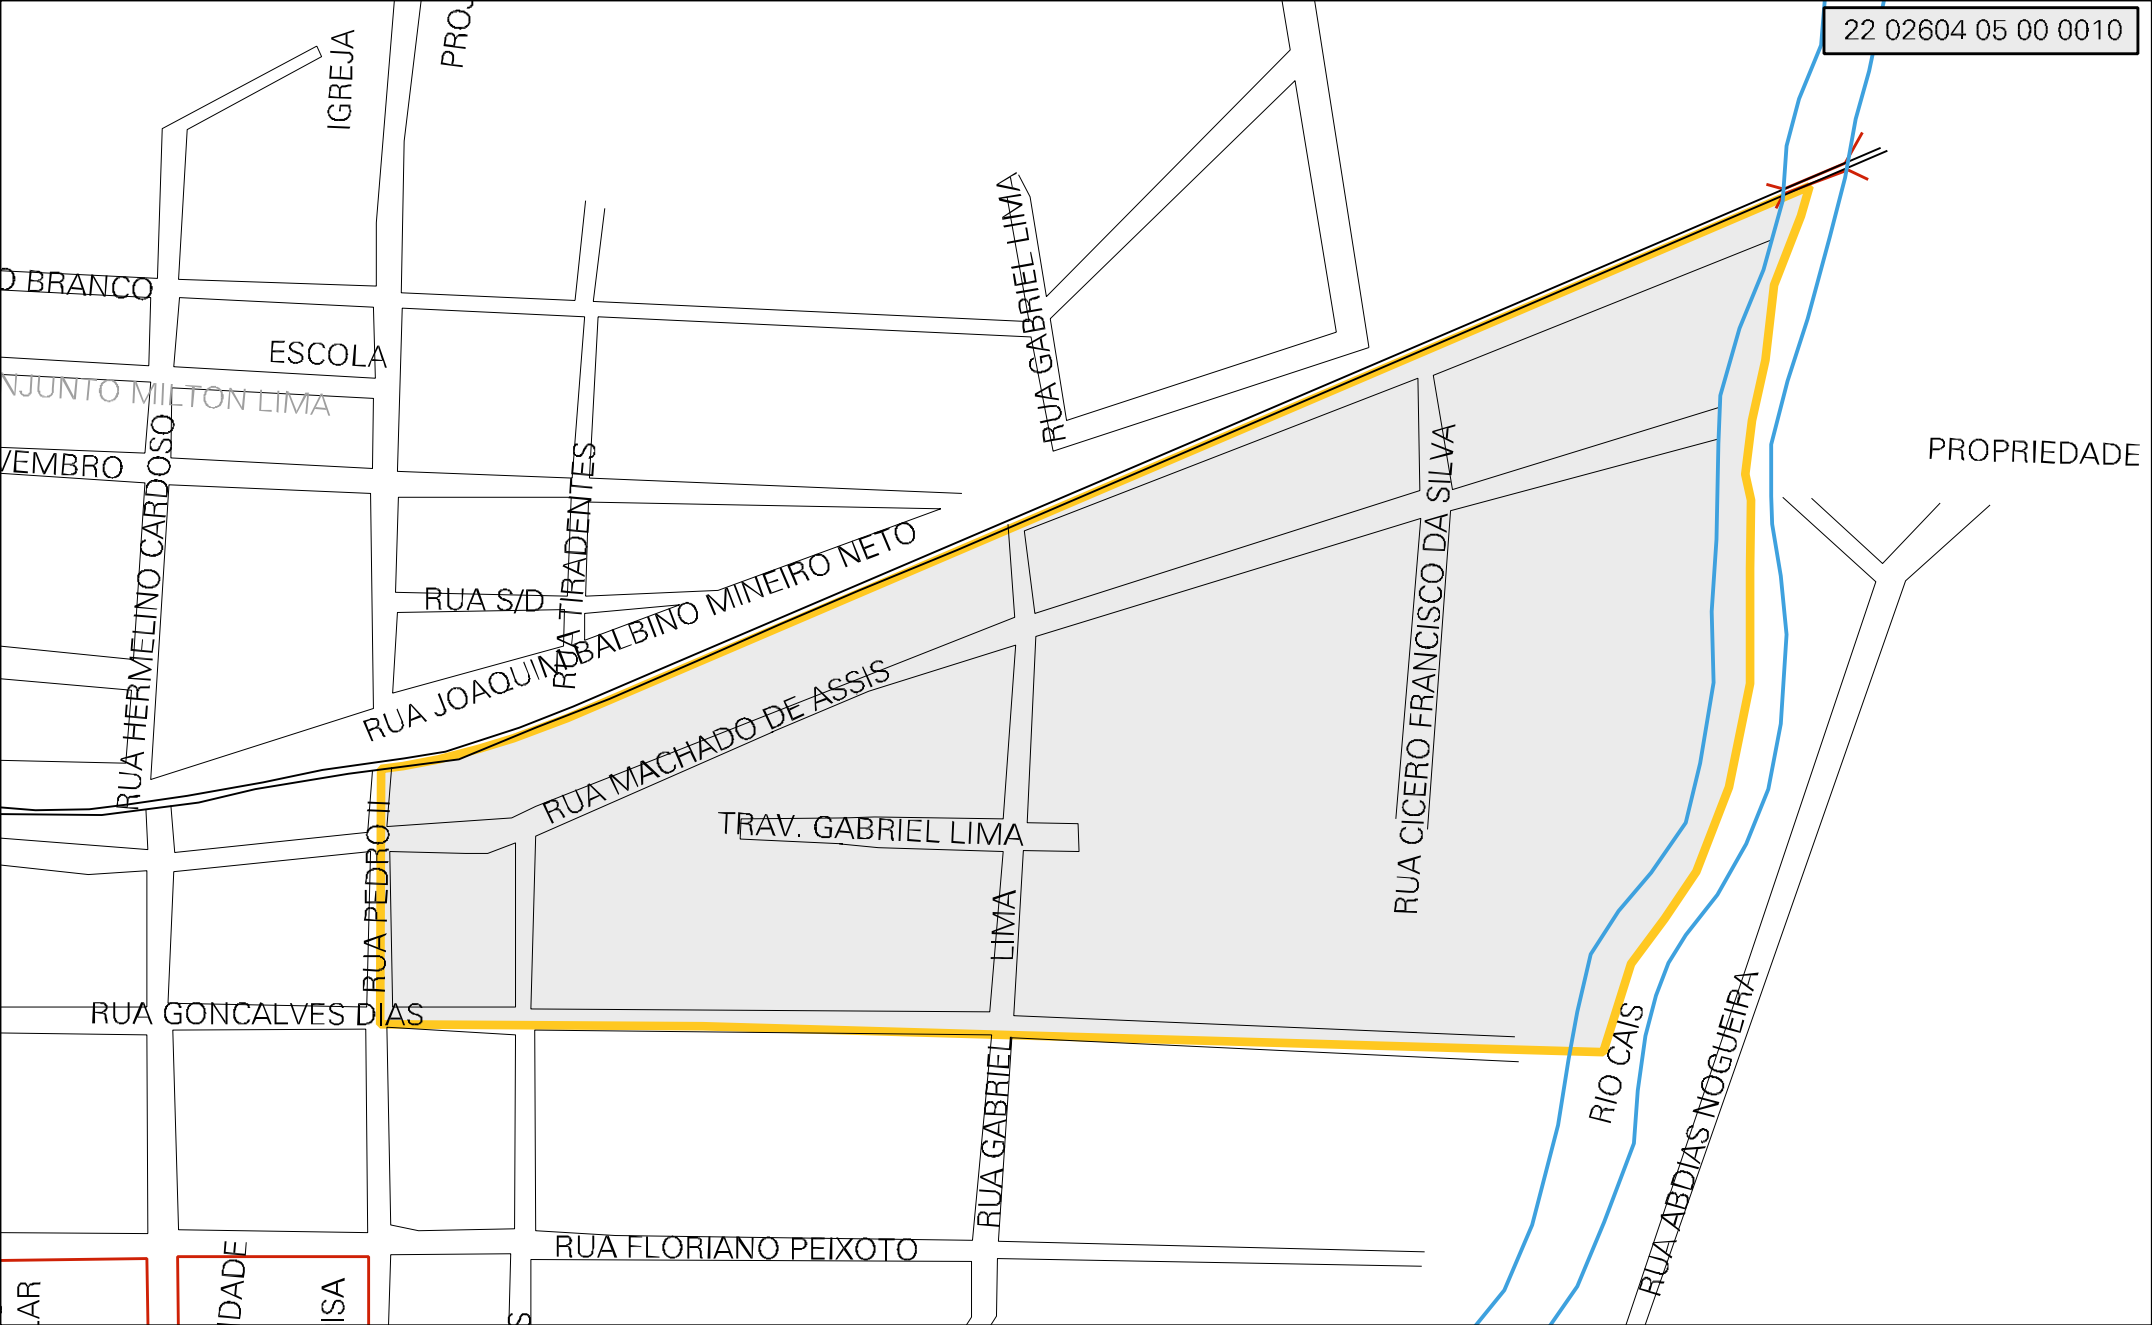 22 02604 05 00 0010
IGREJA
PROJ
O BRANCO
RUA GABRIEL LIMA
ESCOLA
NJUNTO MILTON LIMA
VEMBRO
RUA HERMELINO CARDOSO
RUA TIRADENTES
PROPRIEDADE
RUA S/D
RUA JOAQUIM BALBINO MINEIRO NETO
RUA MACHADO DE ASSIS
RUA CICERO FRANCISCO DA SILVA
TRAV. GABRIEL LIMA
RUA PEDRO II
RUA GABRIEL LIMA
RUA GONCALVES DIAS
RIO CAIS
RUA ABDIAS NOGUEIRA
RUA FLORIANO PEIXOTO
LAR
IDADE
ISA
S